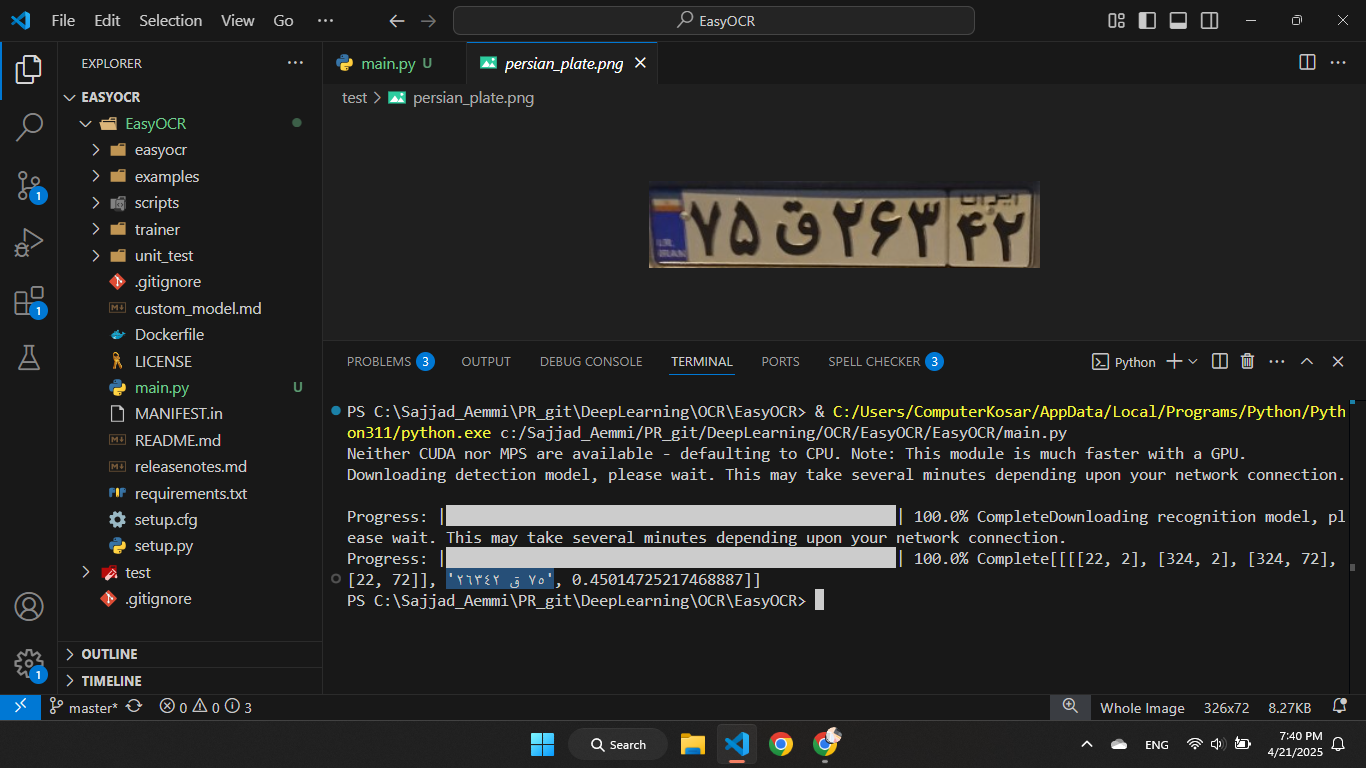 File Edit Selection View Go ··· EasyOCR
EXPLORER ···
EASYOCR
EasyOCR
easyocr
examples
scripts
trainer
unit_test
.gitignore
custom_model.md
Dockerfile
LICENSE
main.py U
MANIFEST.in
README.md
releasenotes.md
requirements.txt
setup.cfg
setup.py
test
.gitignore
OUTLINE
TIMELINE
main.py U persian_plate.png
test > persian_plate.png
۷۵ ق ۲۶۳
ایران
۴۲
I.R.
IRAN
PROBLEMS 3 OUTPUT DEBUG CONSOLE TERMINAL PORTS SPELL CHECKER 3 Python
PS C:\Sajjad_Aemmi\PR_git\DeepLearning\OCR\EasyOCR> & C:/Users/ComputerKosar/AppData/Local/Programs/Python/Pyth
on311/python.exe c:/Sajjad_Aemmi/PR_git/DeepLearning/OCR/EasyOCR/EasyOCR/main.py
Neither CUDA nor MPS are available - defaulting to CPU. Note: This module is much faster with a GPU.
Downloading detection model, please wait. This may take several minutes depending upon your network connection.
Progress: |██████████████████████████████████████████████████| 100.0% CompleteDownloading recognition model, pl
ease wait. This may take several minutes depending upon your network connection.
Progress: |██████████████████████████████████████████████████| 100.0% Complete[[[[22, 2], [324, 2], [324, 72],
[22, 72]], '٧٥ ق ٢٦٣٤٢', 0.45014725217468887]]
PS C:\Sajjad_Aemmi\PR_git\DeepLearning\OCR\EasyOCR>
1
1
1
master* 0 0 3 Whole Image 326x72 8.27KB
Search ENG 7:40 PM
4/21/2025